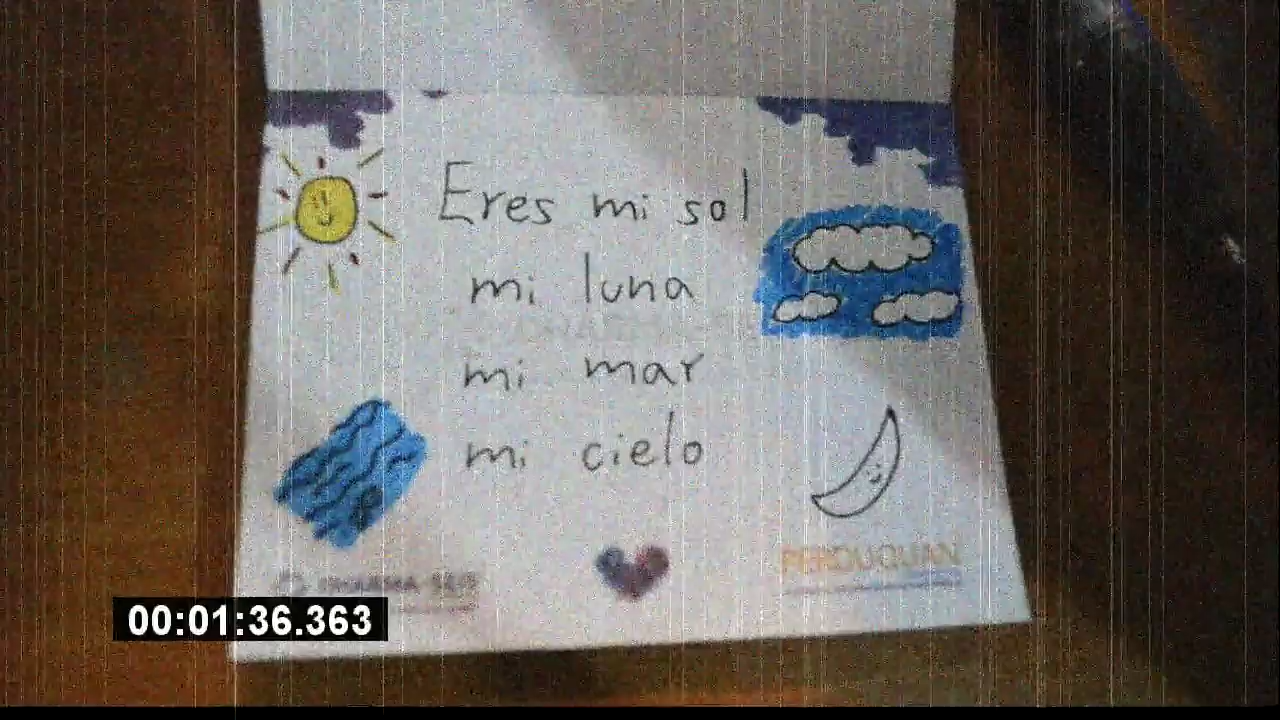 Eres mi sol
mi luna
mi mar
mi cielo
00:01:36.363